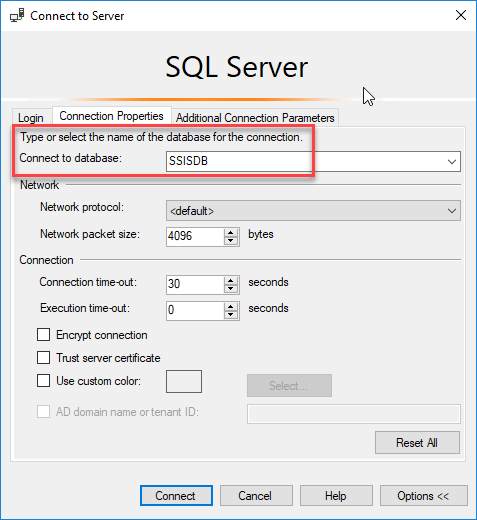 Connect to Server
SQL Server
Login Connection Properties Additional Connection Parameters
Type or select the name of the database for the connection.
Connect to database: SSISDB
Network
Network protocol: <default>
Network packet size: 4096 bytes
Connection
Connection time-out: 30 seconds
Execution time-out: 0 seconds
Encrypt connection
Trust server certificate
Use custom color: Select...
AD domain name or tenant ID:
Reset All
Connect Cancel Help Options <<